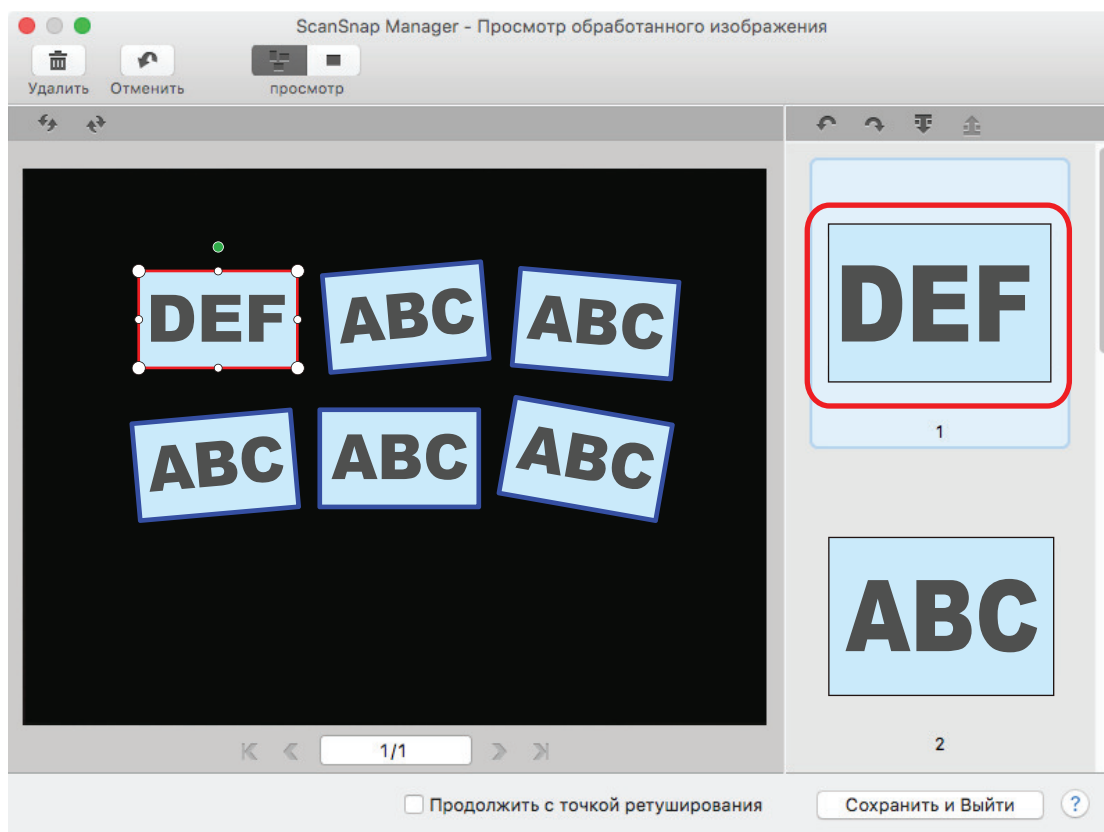 ScanSnap Manager - Просмотр обработанного изображения
Удалить Отменить просмотр
DEF ABC ABC
ABC ABC ABC
DEF
1
ABC
2
1/1
Продолжить с точкой ретуширования Сохранить и Выйти ?